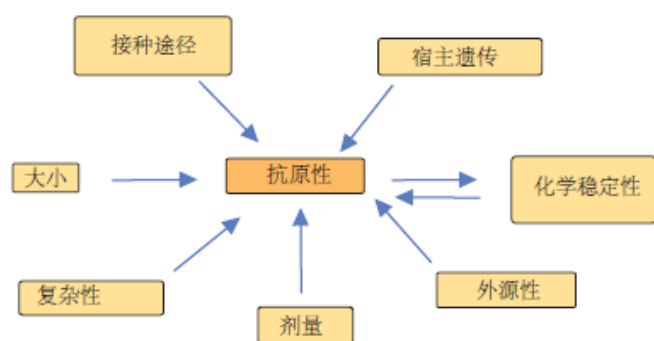 接种途径
宿主遗传
大小
抗原性
化学稳定性
复杂性
外源性
剂量